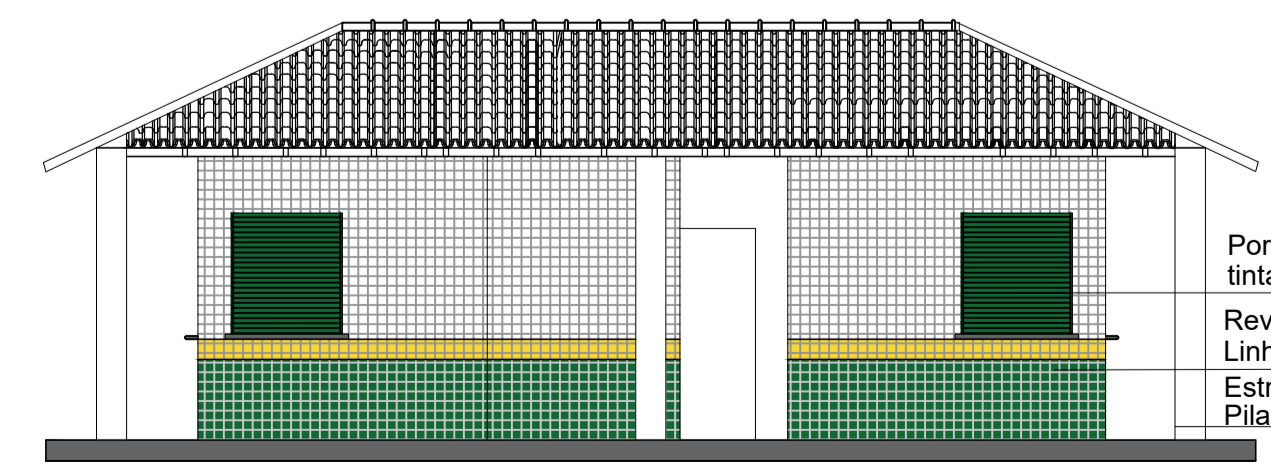 Por
tinta
Rev
Linh
Estr
Pila